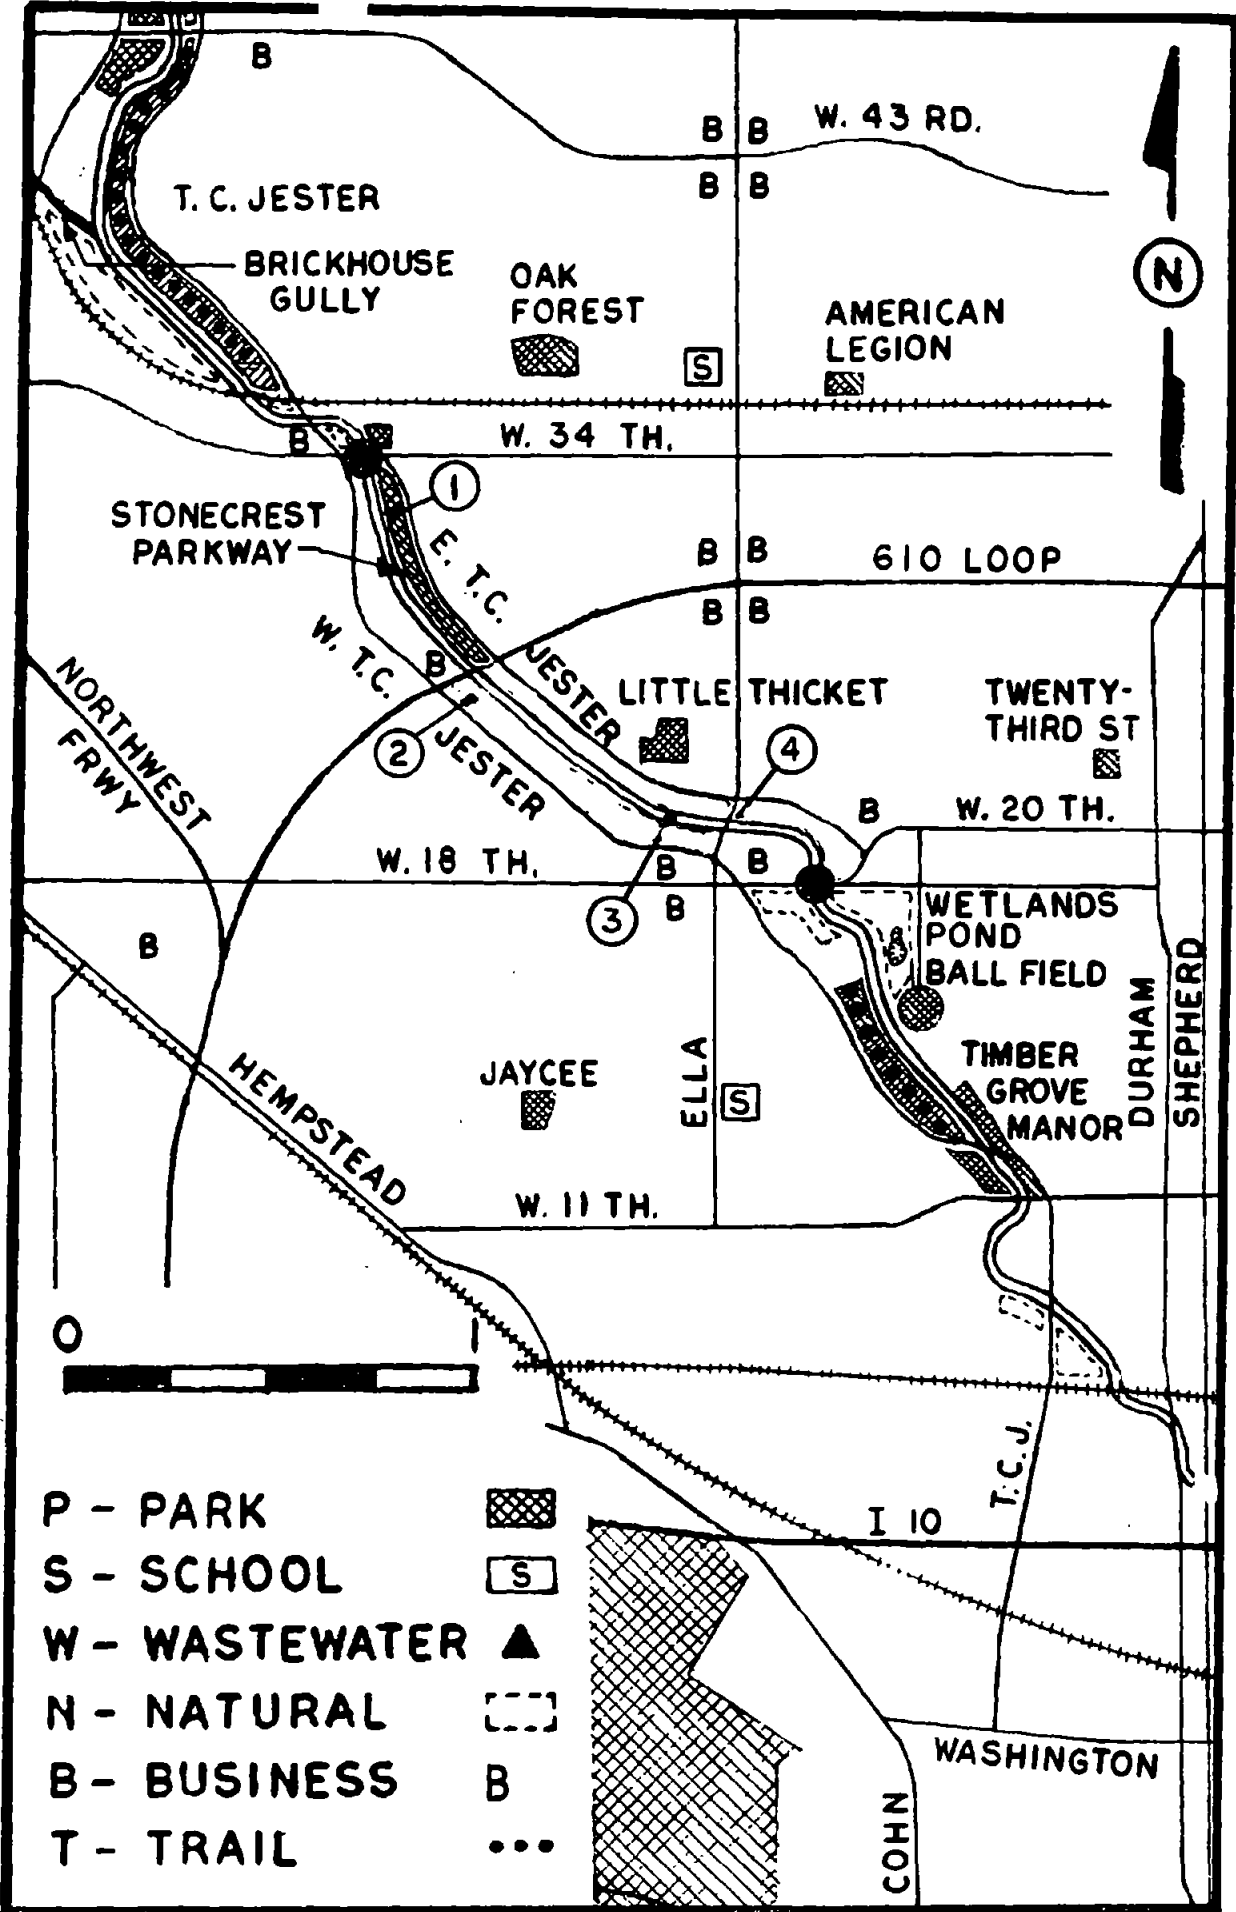 B
B B
W. 43 RD.
B B
T. C. JESTER
BRICKHOUSE
GULLY
OAK
FOREST
AMERICAN
LEGION
N
S
B
W. 34 TH.
1
STONECREST
PARKWAY
E. T.C. JESTER
B B
610 LOOP
B B
W. T.C. JESTER
B
NORTHWEST
FRWY
2
LITTLE THICKET
TWENTY-
THIRD ST
4
B
W. 20 TH.
W. 18 TH.
B
B
3
B
B
WETLANDS
POND
BALL FIELD
DURHAM
SHEPHERD
HEMPSTEAD
JAYCEE
ELLA
S
TIMBER
GROVE
MANOR
W. 11 TH.
0 1
T. C. J.
I 10
P - PARK
S - SCHOOL S
W - WASTEWATER
N - NATURAL
B - BUSINESS B
T - TRAIL
WASHINGTON
COHN